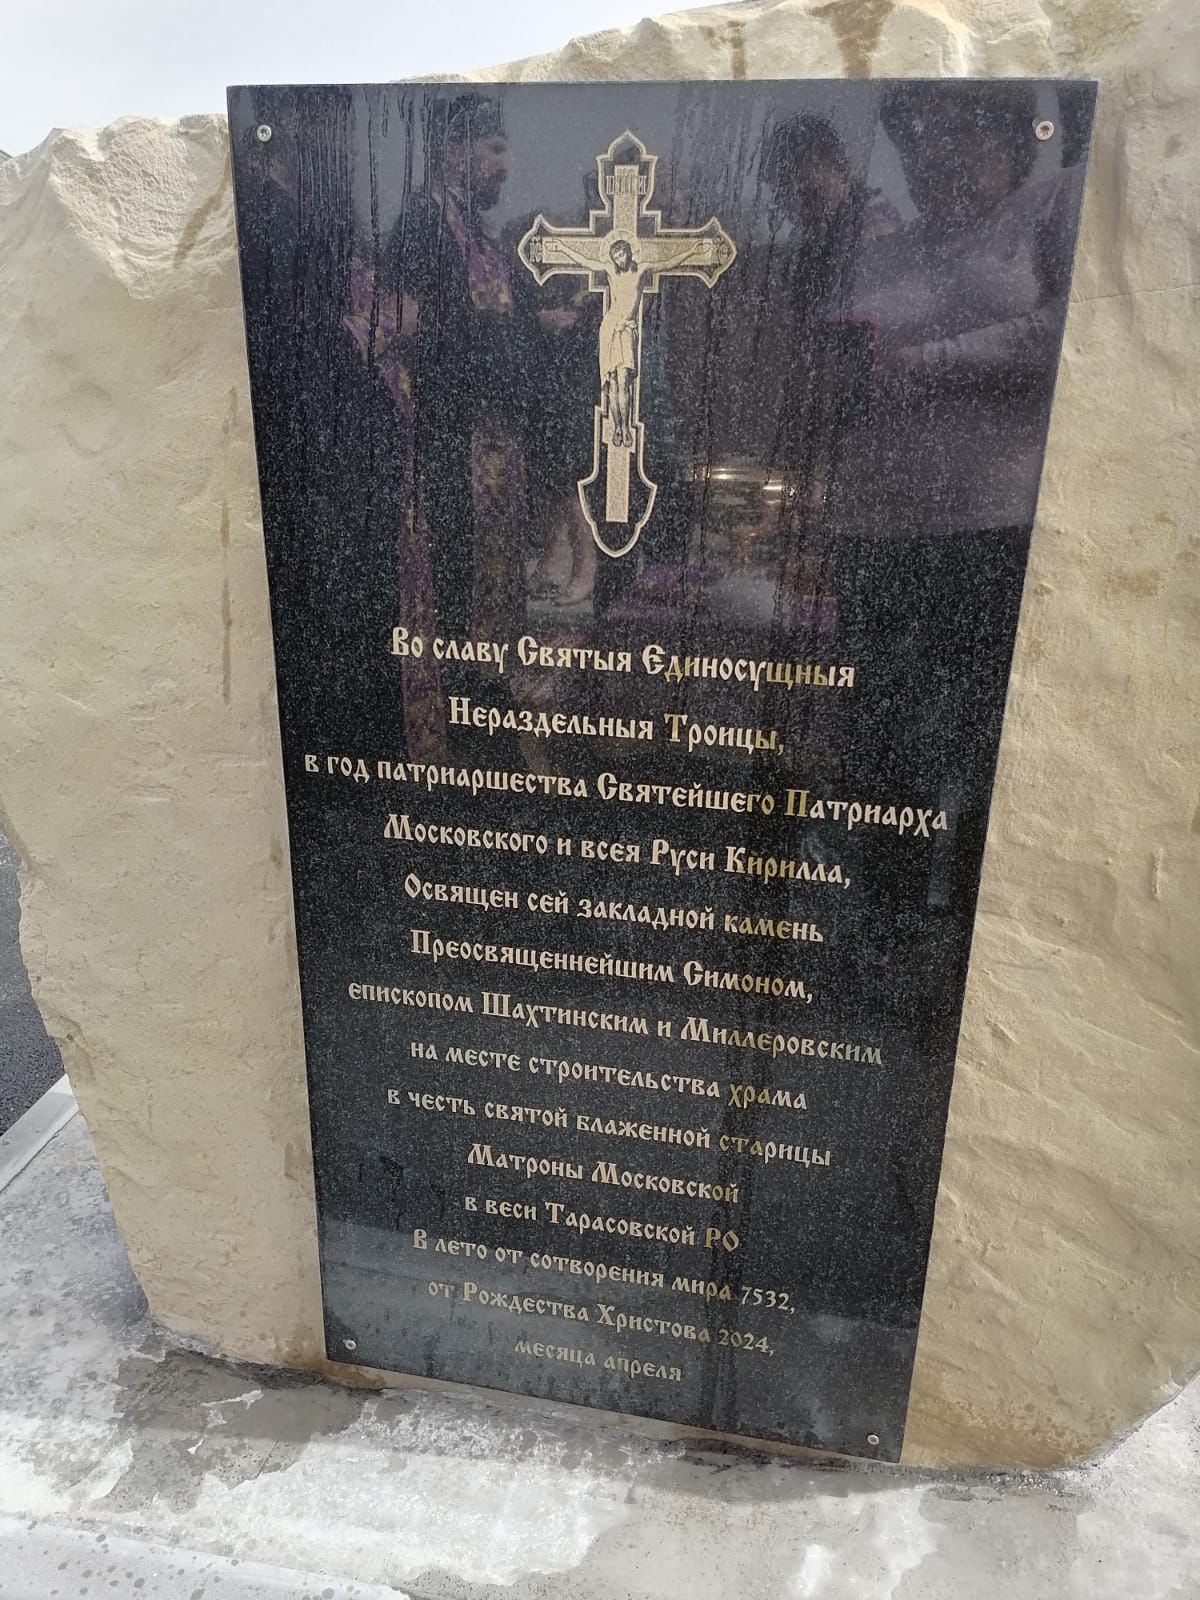 Во славу Святыя Единосущныя
Нераздельныя Троицы,
в год патриаршества Святейшего Патриарха
Московского и всея Руси Кирилла,
Освящен сей закладной камень
Преосвященнейшим Симоном,
епископом Шахтинским и Миллеровским
на месте строительства храма
в честь святой блаженной старицы
Матроны Московской
в веси Тарасовской РО
В лето от сотворения мира 7532,
от Рождества Христова 2024,
месяца апреля